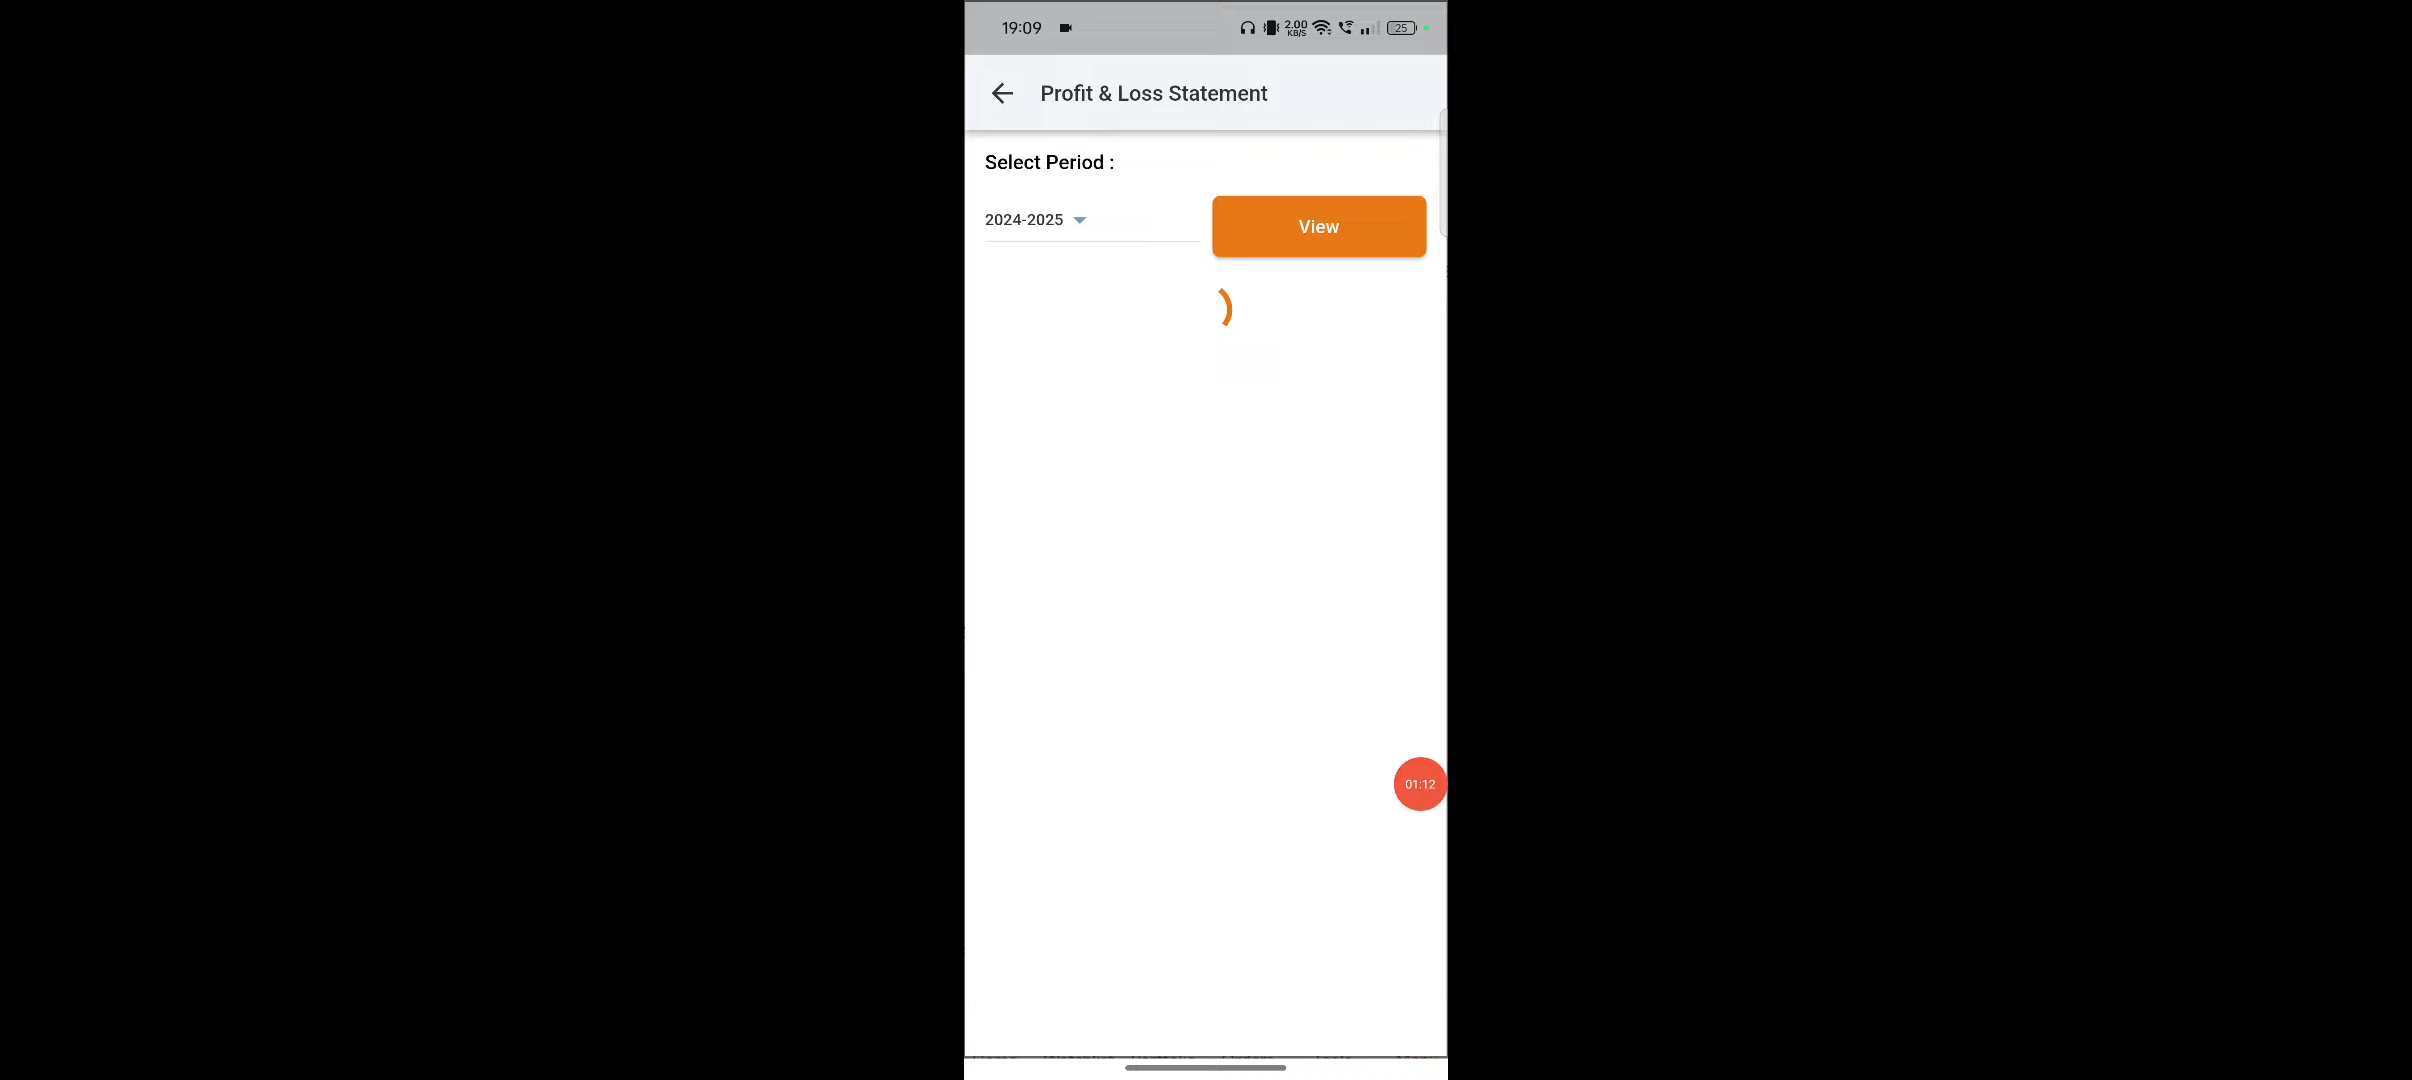 19:09
2.00
KB/S
25
Profit & Loss Statement
Select Period :
2024-2025
View
01:12